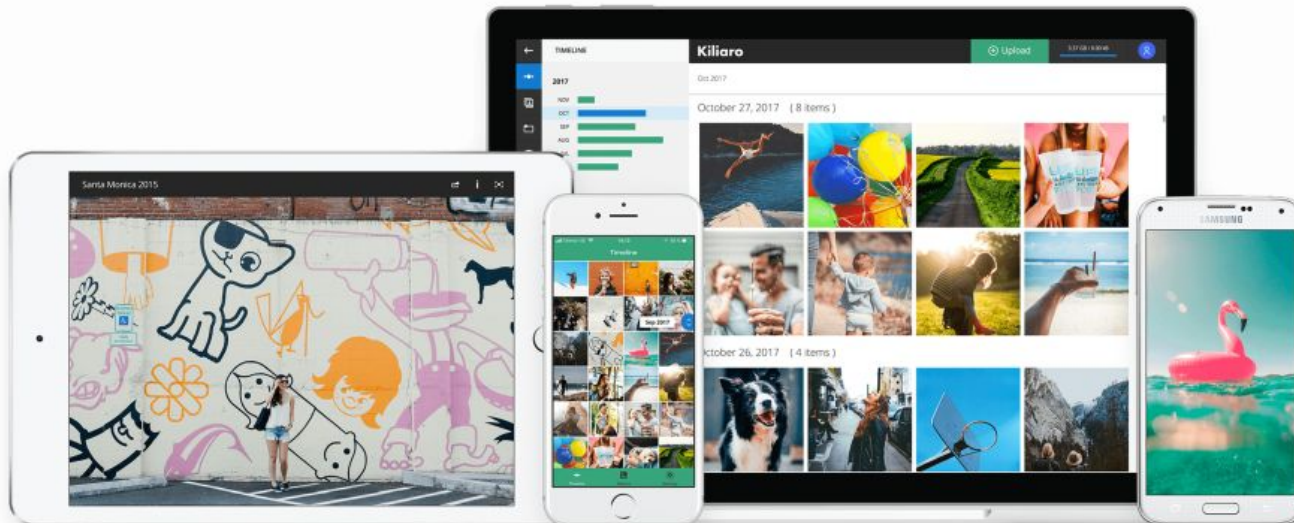 TIMELINE
Kiliaro
Upload
2017
Oct 2017
NOV
OCT
SEP
AUG
October 27, 2017 ( 8 items )
Santa Monica 2015
Timeline
Sep 2017
October 26, 2017 ( 4 items )
SAMSUNG